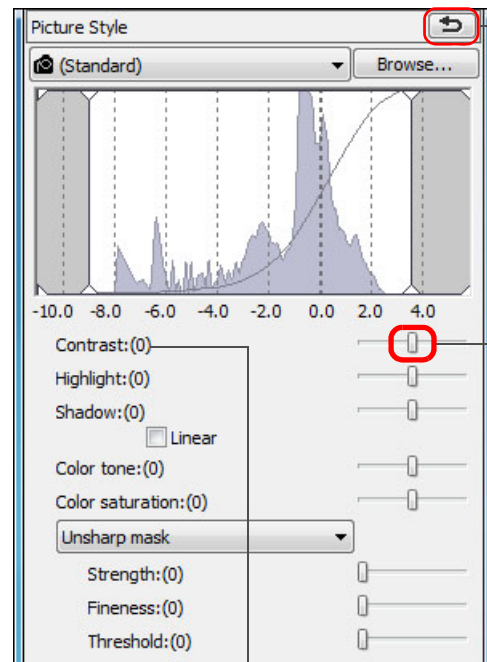 Picture Style
(Standard) Browse...
-10.0 -8.0 -6.0 -4.0 -2.0 0.0 2.0 4.0
Contrast:(0)
Highlight:(0)
Shadow:(0)
Linear
Color tone:(0)
Color saturation:(0)
Unsharp mask
Strength:(0)
Fineness:(0)
Threshold:(0)